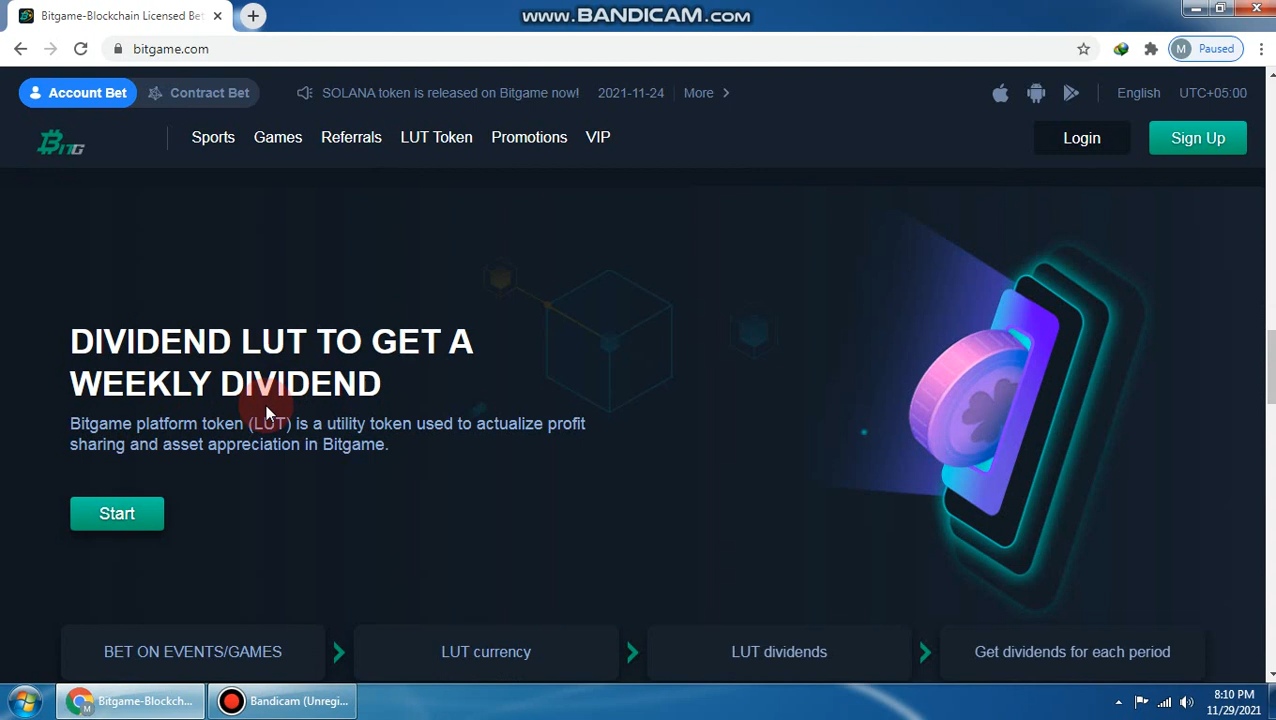 Bitgame-Blockchain Licensed Bet
www.BANDICAM.com
bitgame.com
M Paused
Account Bet
Contract Bet
SOLANA token is released on Bitgame now! 2021-11-24 More
English UTC+05:00
BITG
Sports Games Referrals LUT Token Promotions VIP
Login
Sign Up
DIVIDEND LUT TO GET A
WEEKLY DIVIDEND
Bitgame platform token (LUT) is a utility token used to actualize profit
sharing and asset appreciation in Bitgame.
Start
BET ON EVENTS/GAMES
LUT currency
LUT dividends
Get dividends for each period
M
Bitgame-Blockch...
Bandicam (Unregi...
8:10 PM
11/29/2021